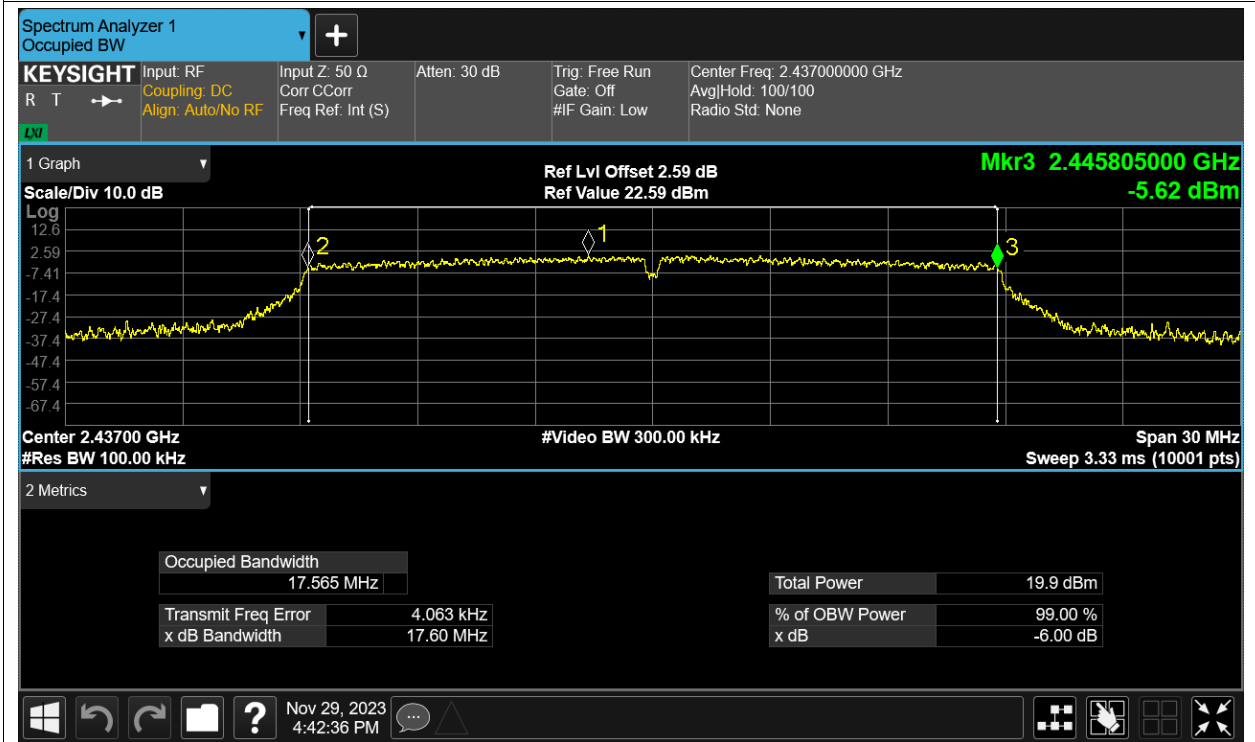 Spectrum Analyzer 1
Occupied BW
KEYSIGHT
R T
LXI
Input: RF
Coupling: DC
Align: Auto/No RF
Input Z: 50 Ω
Corr CCorr
Freq Ref: Int (S)
Atten: 30 dB
Trig: Free Run
Gate: Off
#IF Gain: Low
Center Freq: 2.437000000 GHz
Avg|Hold: 100/100
Radio Std: None
1 Graph
Scale/Div 10.0 dB
Ref Lvl Offset 2.59 dB
Ref Value 22.59 dBm
Mkr3 2.445805000 GHz
-5.62 dBm
Log
12.6
2.59
-7.41
-17.4
-27.4
-37.4
-47.4
-57.4
-67.4
2
1
3
Center 2.43700 GHz
#Res BW 100.00 kHz
#Video BW 300.00 kHz
Span 30 MHz
Sweep 3.33 ms (10001 pts)
2 Metrics
Occupied Bandwidth
17.565 MHz
Transmit Freq Error 4.063 kHz
x dB Bandwidth 17.60 MHz
Total Power 19.9 dBm
% of OBW Power 99.00 %
x dB -6.00 dB
?
Nov 29, 2023
4:42:36 PM